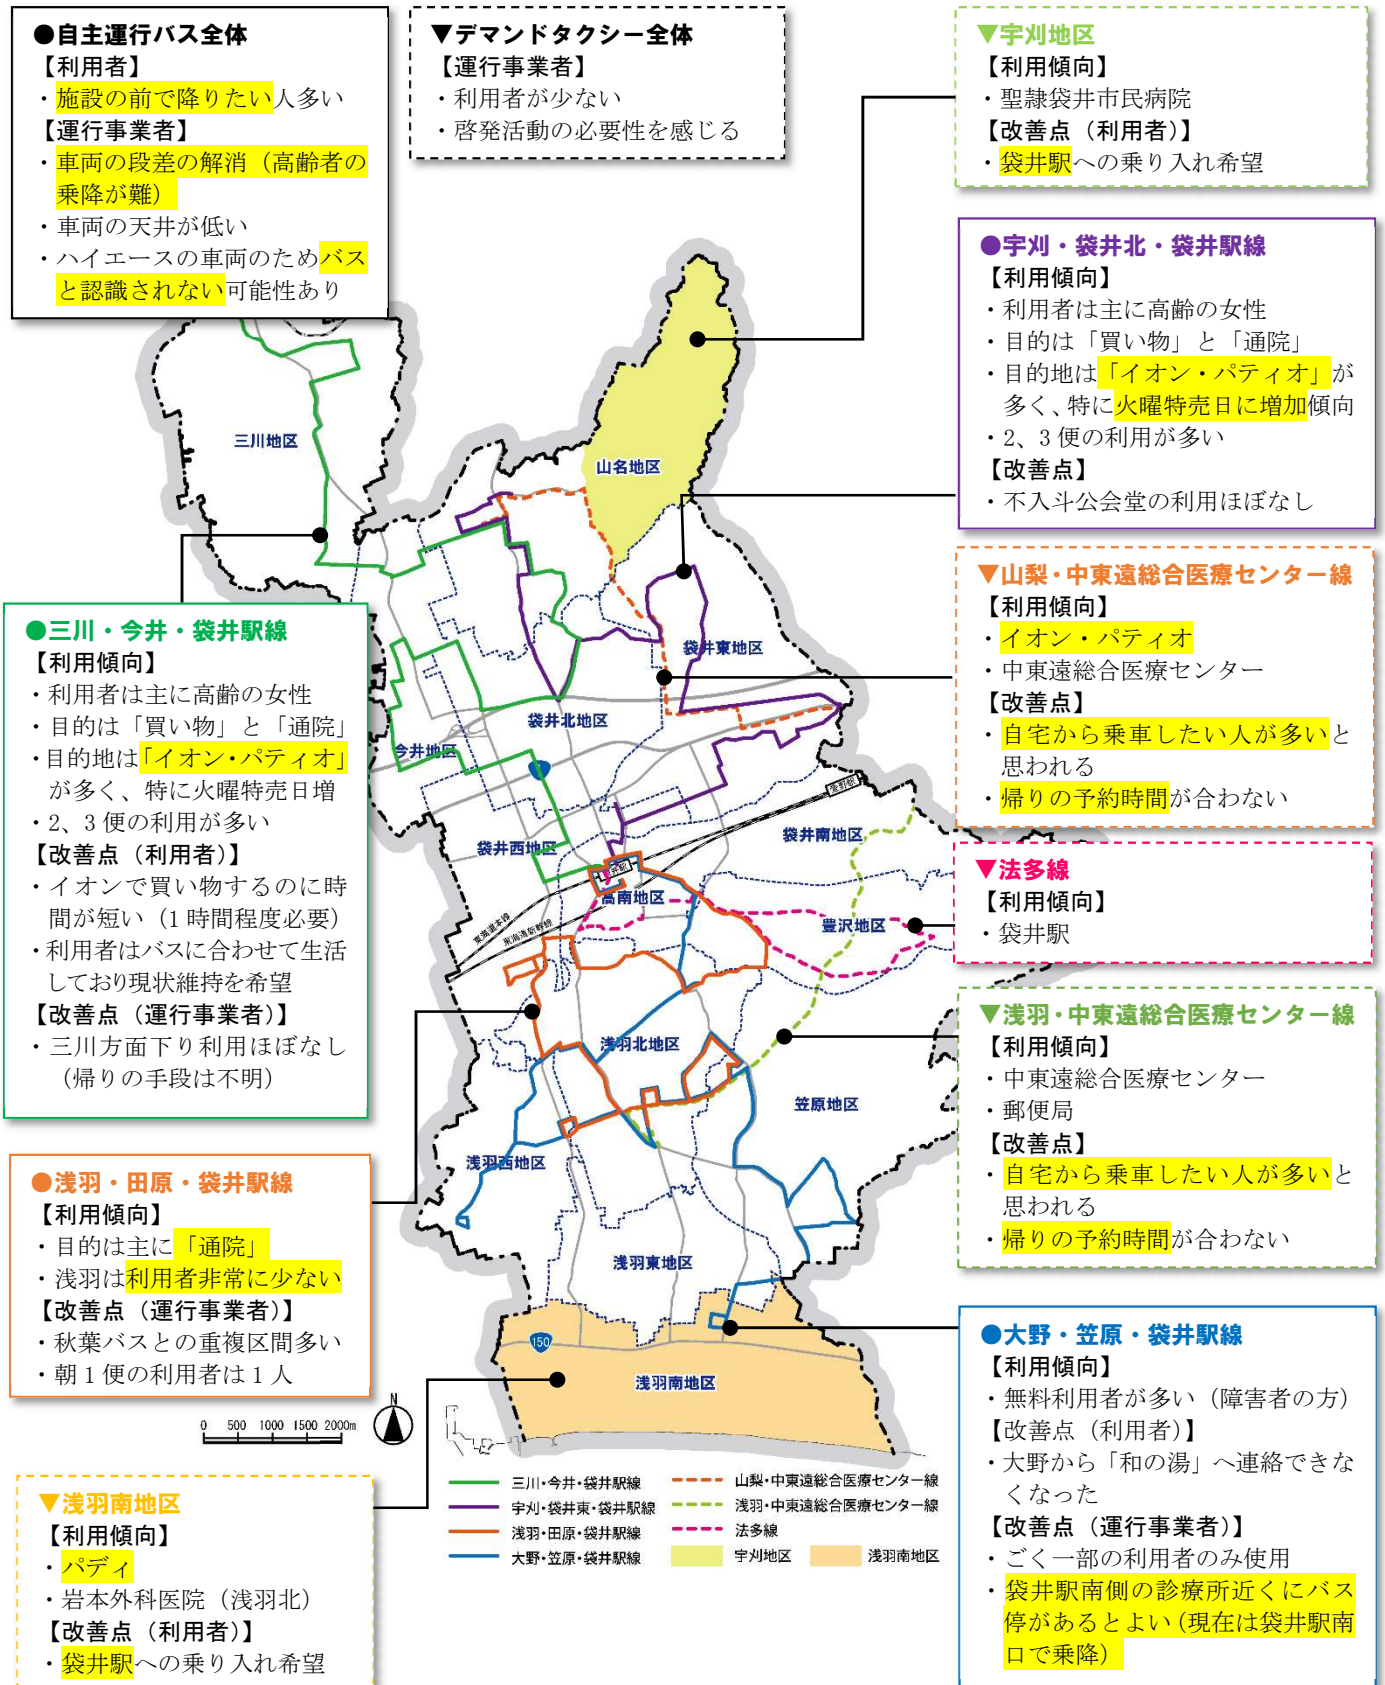 ●自主運行バス全体
【利用者】
・施設の前で降りたい人多い
【運行事業者】
・車両の段差の解消（高齢者の
乗降が難）
・車両の天井が低い
・ハイエースの車両のためバス
と認識されない可能性あり
▼デマンドタクシー全体
【運行事業者】
・利用者が少ない
・啓発活動の必要性を感じる
▼宇刈地区
【利用傾向】
・聖隷袋井市民病院
【改善点（利用者）】
・袋井駅への乗り入れ希望
●宇刈・袋井北・袋井駅線
【利用傾向】
・利用者は主に高齢の女性
・目的は「買い物」と「通院」
・目的地は「イオン・パティオ」が
多く、特に火曜特売日に増加傾向
・2、3便の利用が多い
【改善点】
・不入斗公会堂の利用ほぼなし
▼山梨・中東遠総合医療センター線
【利用傾向】
・イオン・パティオ
・中東遠総合医療センター
【改善点】
・自宅から乗車したい人が多いと
思われる
・帰りの予約時間が合わない
●三川・今井・袋井駅線
【利用傾向】
・利用者は主に高齢の女性
・目的は「買い物」と「通院」
・目的地は「イオン・パティオ」
が多く、特に火曜特売日増
・2、3便の利用が多い
【改善点（利用者）】
・イオンで買い物するのに時
間が短い（1時間程度必要）
・利用者はバスに合わせて生活
しており現状維持を希望
【改善点（運行事業者）】
・三川方面下り利用ほぼなし
（帰りの手段は不明）
▼法多線
【利用傾向】
・袋井駅
▼浅羽・中東遠総合医療センター線
【利用傾向】
・中東遠総合医療センター
・郵便局
【改善点】
・自宅から乗車したい人が多いと
思われる
・帰りの予約時間が合わない
●浅羽・田原・袋井駅線
【利用傾向】
・目的は主に「通院」
・浅羽は利用者非常に少ない
【改善点（運行事業者）】
・秋葉バスとの重複区間多い
・朝1便の利用者は1人
●大野・笠原・袋井駅線
【利用傾向】
・無料利用者が多い（障害者の方）
【改善点（利用者）】
・大野から「和の湯」へ連絡できな
くなった
【改善点（運行事業者）】
・ごく一部の利用者のみ使用
・袋井駅南側の診療所近くにバス
停があるとよい（現在は袋井駅南
口で乗降）
▼浅羽南地区
【利用傾向】
・パディ
・岩本外科医院（浅羽北）
【改善点（利用者）】
・袋井駅への乗り入れ希望
三川地区
山名地区
袋井東地区
袋井北地区
今井地区
愛野駅
袋井南地区
袋井西地区
袋井駅
高南地区
東海道本線
東海道新幹線
豊沢地区
浅羽北地区
笠原地区
浅羽西地区
浅羽東地区
150
浅羽南地区
0 500 1000 1500 2000m
N
三川・今井・袋井駅線
宇刈・袋井東・袋井駅線
浅羽・田原・袋井駅線
大野・笠原・袋井駅線
山梨・中東遠総合医療センター線
浅羽・中東遠総合医療センター線
法多線
宇刈地区
浅羽南地区